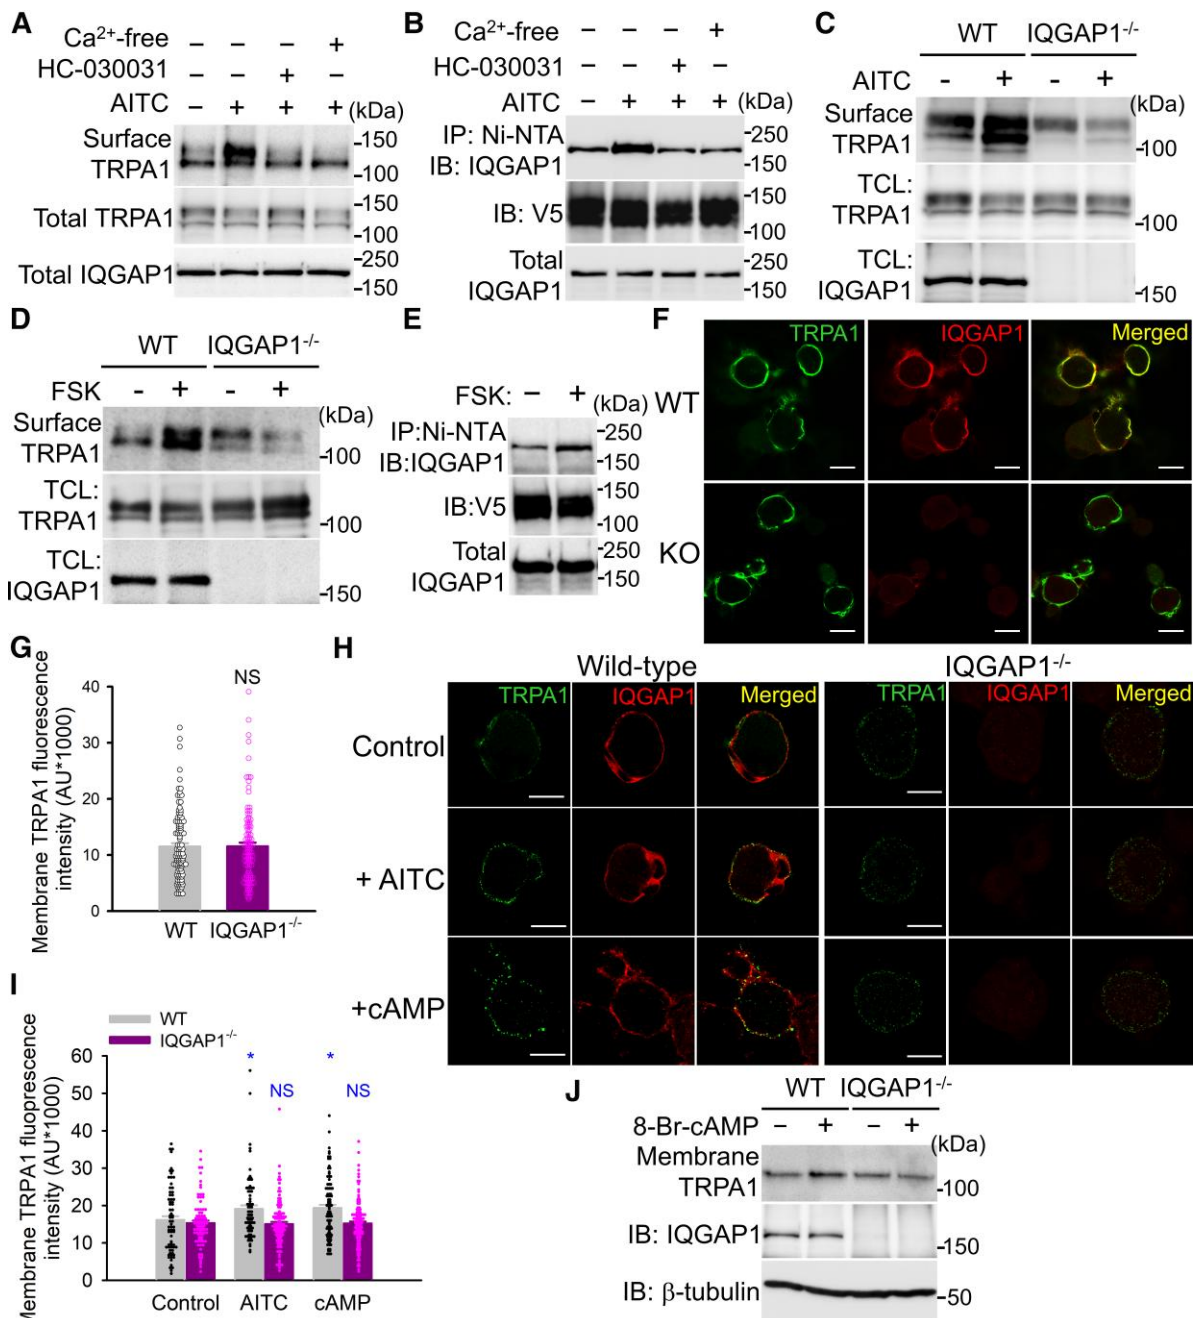 A
Ca²⁺-free – – – +
HC-030031 – – + –
AITC – + + + (kDa)
Surface TRPA1
-150
-100
Total TRPA1
-150
-100
Total IQGAP1
-250
-150
B
Ca²⁺-free – – – +
HC-030031 – – + –
AITC – + + + (kDa)
IP: Ni-NTA
IB: IQGAP1
-250
-150
IB: V5
-150
-100
Total
IQGAP1
-250
-150
C
WT IQGAP1⁻/⁻
AITC - + - + (kDa)
Surface
TRPA1
-100
TCL:
TRPA1
-100
TCL:
IQGAP1
-150
D
WT IQGAP1⁻/⁻
FSK - + - +
(kDa)
Surface
TRPA1
-100
TCL:
TRPA1
-100
TCL:
IQGAP1
-150
E
FSK: – + (kDa)
IP:Ni-NTA
IB:IQGAP1
-250
-150
IB:V5
-150
-100
Total
IQGAP1
-250
-150
F
TRPA1 IQGAP1 Merged
WT
KO
G
Membrane TRPA1 fluorescence
intensity (AU*1000)
NS
40
30
20
10
0
WT IQGAP1⁻/⁻
H
Wild-type IQGAP1⁻/⁻
TRPA1 IQGAP1 Merged TRPA1 IQGAP1 Merged
Control
+ AITC
+cAMP
I
WT
IQGAP1⁻/⁻
Membrane TRPA1 fluoprescence
intensity (AU*1000)
60
50
40
30
20
10
0
* NS * NS
Control AITC cAMP
J
WT IQGAP1⁻/⁻
8-Br-cAMP – + – + (kDa)
Membrane
TRPA1
-100
IB: IQGAP1
-150
IB: β-tubulin
-50